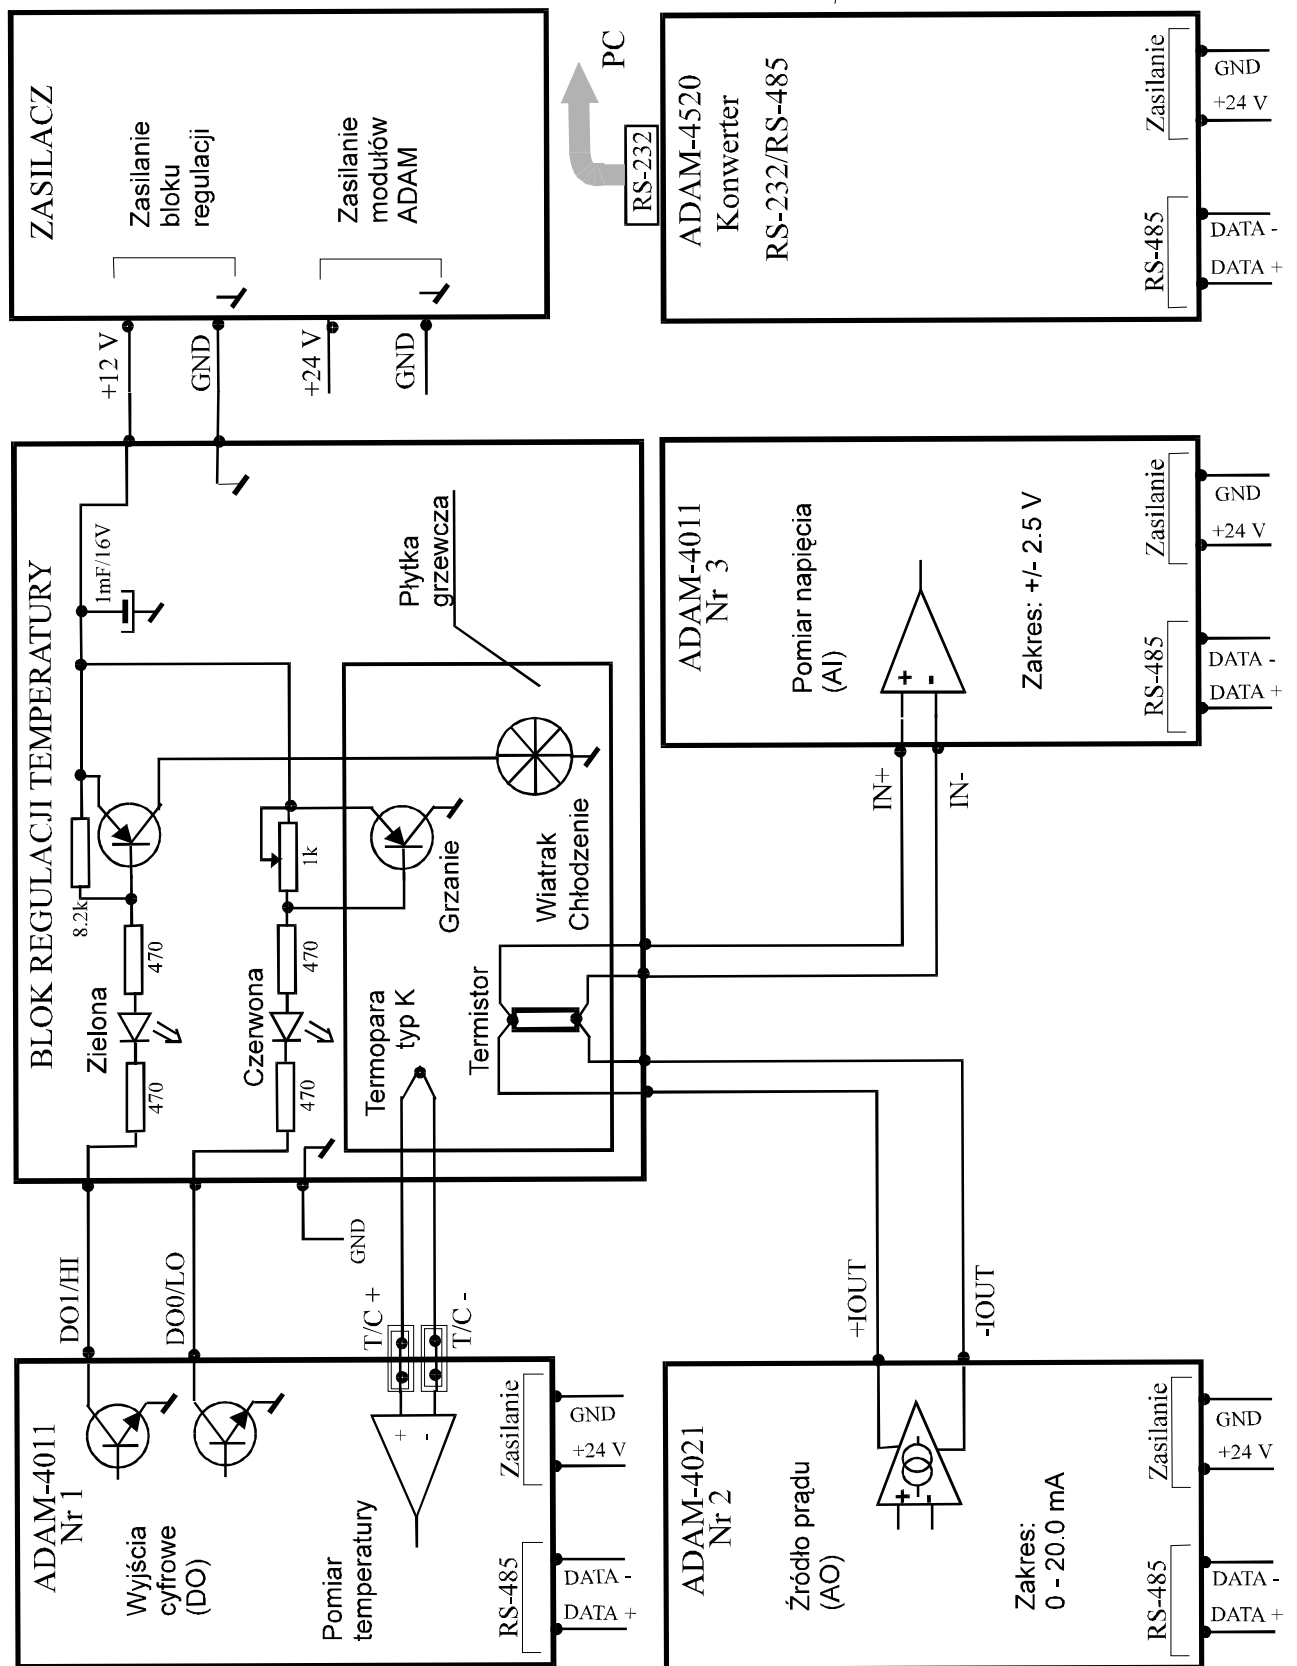 ADAM-4011
Nr 1
Wyjścia
cyfrowe
(DO)
Pomiar
temperatury
+
-
Zasilanie
GND
+24 V
RS-485
DATA -
DATA +
DO1/HI
DO0/LO
GND
T/C +
T/C -
BLOK REGULACJI TEMPERATURY
Zielona
470
470
8.2k
1mF/16V
Czerwona
470
470
1k
Termopara
typ K
Grzanie
Termistor
Wiatrak
Chłodzenie
Płytka
grzewcza
ZASILACZ
+12 V
GND
Zasilanie
bloku
regulacji
+24 V
GND
Zasilanie
modułów
ADAM
ADAM-4021
Nr 2
Źródło prądu
(AO)
+
-
Zakres:
0 - 20.0 mA
+IOUT
-IOUT
Zasilanie
GND
+24 V
RS-485
DATA -
DATA +
ADAM-4011
Nr 3
Pomiar napięcia
(AI)
+
-
Zakres: +/- 2.5 V
IN+
IN-
Zasilanie
GND
+24 V
RS-485
DATA -
DATA +
PC
RS-232
ADAM-4520
Konwerter
RS-232/RS-485
Zasilanie
GND
+24 V
RS-485
DATA -
DATA +